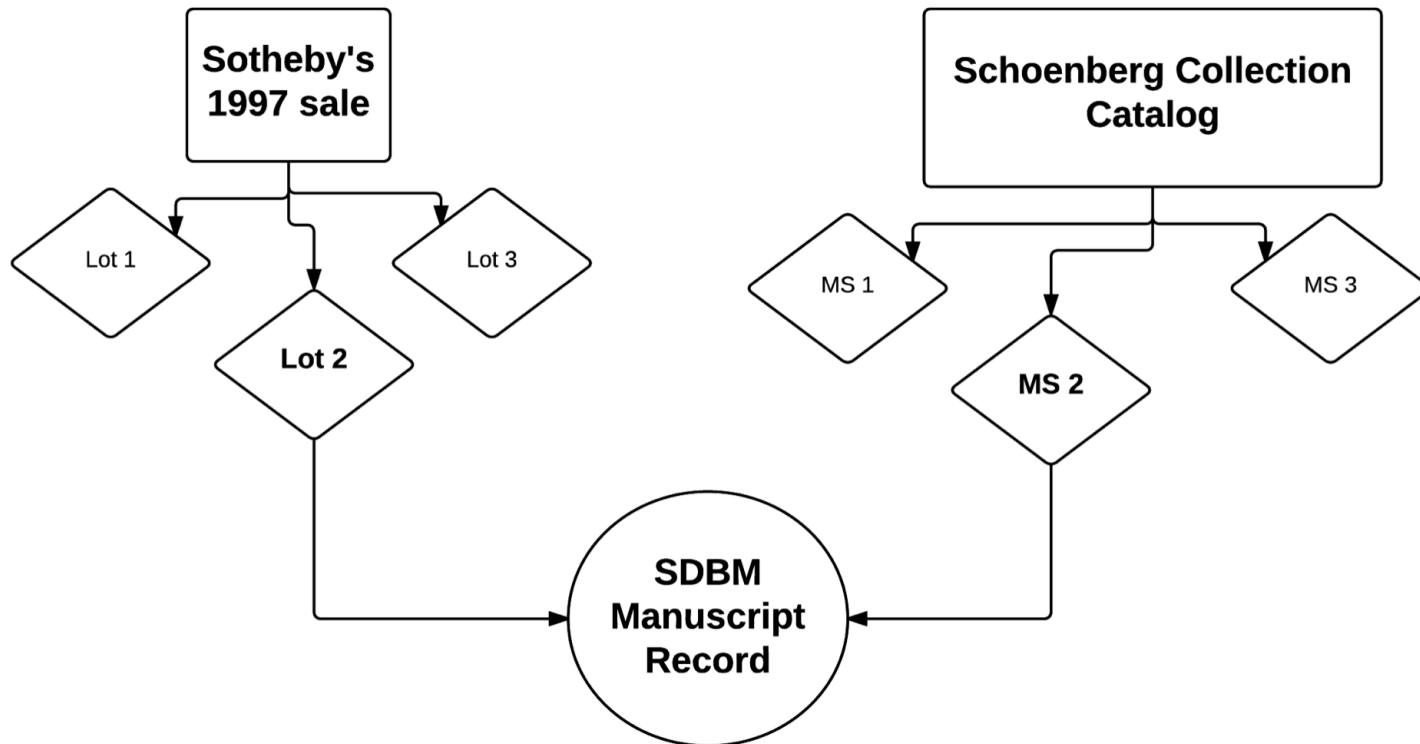 Sotheby's
1997 sale
Schoenberg Collection
Catalog
Lot 1
Lot 3
Lot 2
MS 1
MS 3
MS 2
SDBM
Manuscript
Record